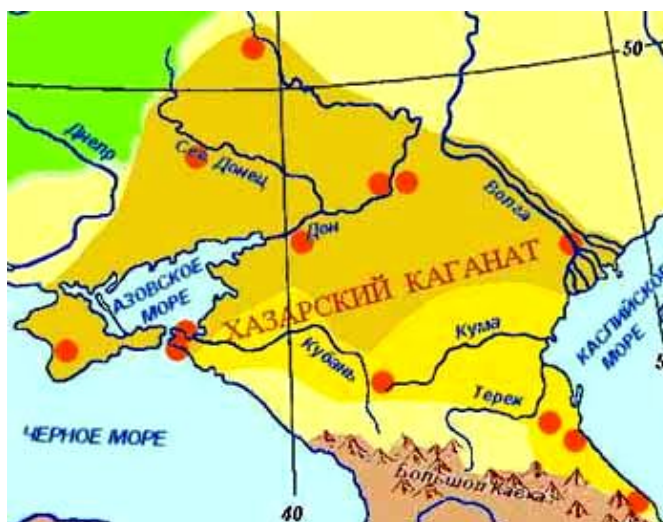 50
Днепр
Сев. Донец
Волга
Дон
АЗОВСКОЕ
МОРЕ
ХАЗАРСКИЙ КАГАНАТ
КАСПИЙСКОЕ
МОРЕ
Кума
Кубань
Терек
ЧЕРНОЕ МОРЕ
Большой Кавказ
40